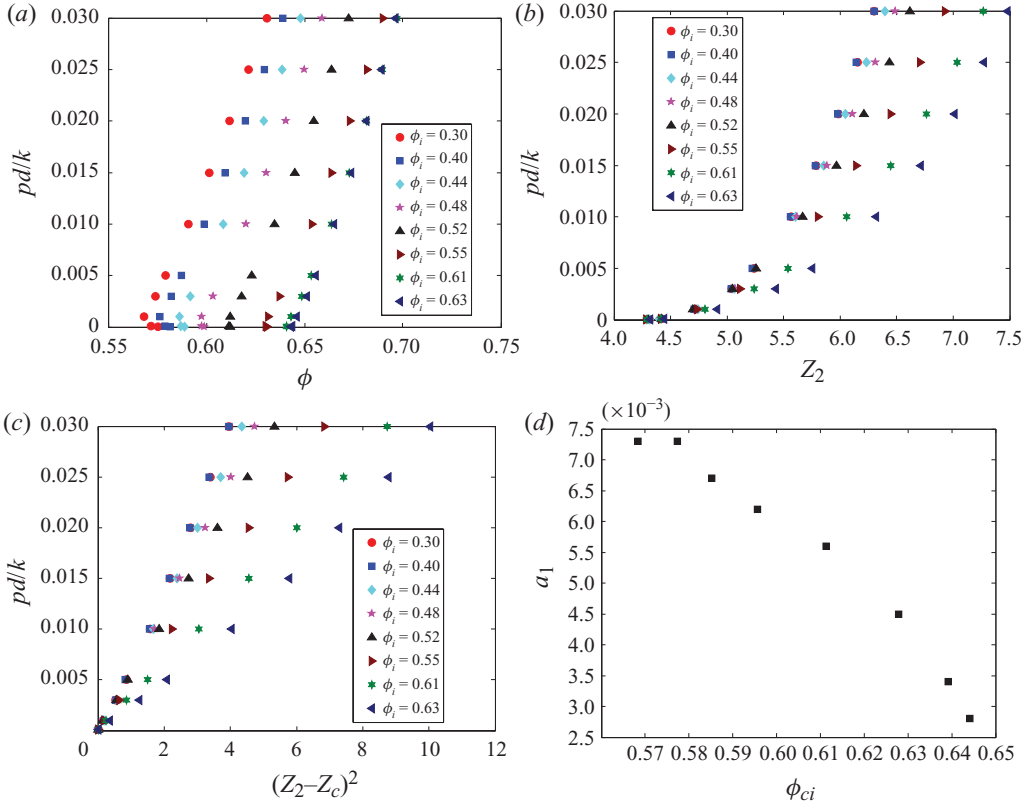 (a)
0.030
0.025
0.020
0.015
0.010
0.005
0
pd/k
0.55
0.60
0.65
0.70
0.75
ϕ
ϕi = 0.30
ϕi = 0.40
ϕi = 0.44
ϕi = 0.48
ϕi = 0.52
ϕi = 0.55
ϕi = 0.61
ϕi = 0.63
(b)
0.030
0.025
0.020
0.015
0.010
0.005
0
pd/k
4.0
4.5
5.0
5.5
6.0
6.5
7.0
7.5
Z2
ϕi = 0.30
ϕi = 0.40
ϕi = 0.44
ϕi = 0.48
ϕi = 0.52
ϕi = 0.55
ϕi = 0.61
ϕi = 0.63
(c)
0.030
0.025
0.020
0.015
0.010
0.005
pd/k
0
2
4
6
8
10
12
(Z2–Zc)2
ϕi = 0.30
ϕi = 0.40
ϕi = 0.44
ϕi = 0.48
ϕi = 0.52
ϕi = 0.55
ϕi = 0.61
ϕi = 0.63
(d)
(×10−3)
7.5
7.0
6.5
6.0
5.5
5.0
4.5
4.0
3.5
3.0
2.5
a1
0.57
0.58
0.59
0.60
0.61
0.62
0.63
0.64
0.65
ϕci